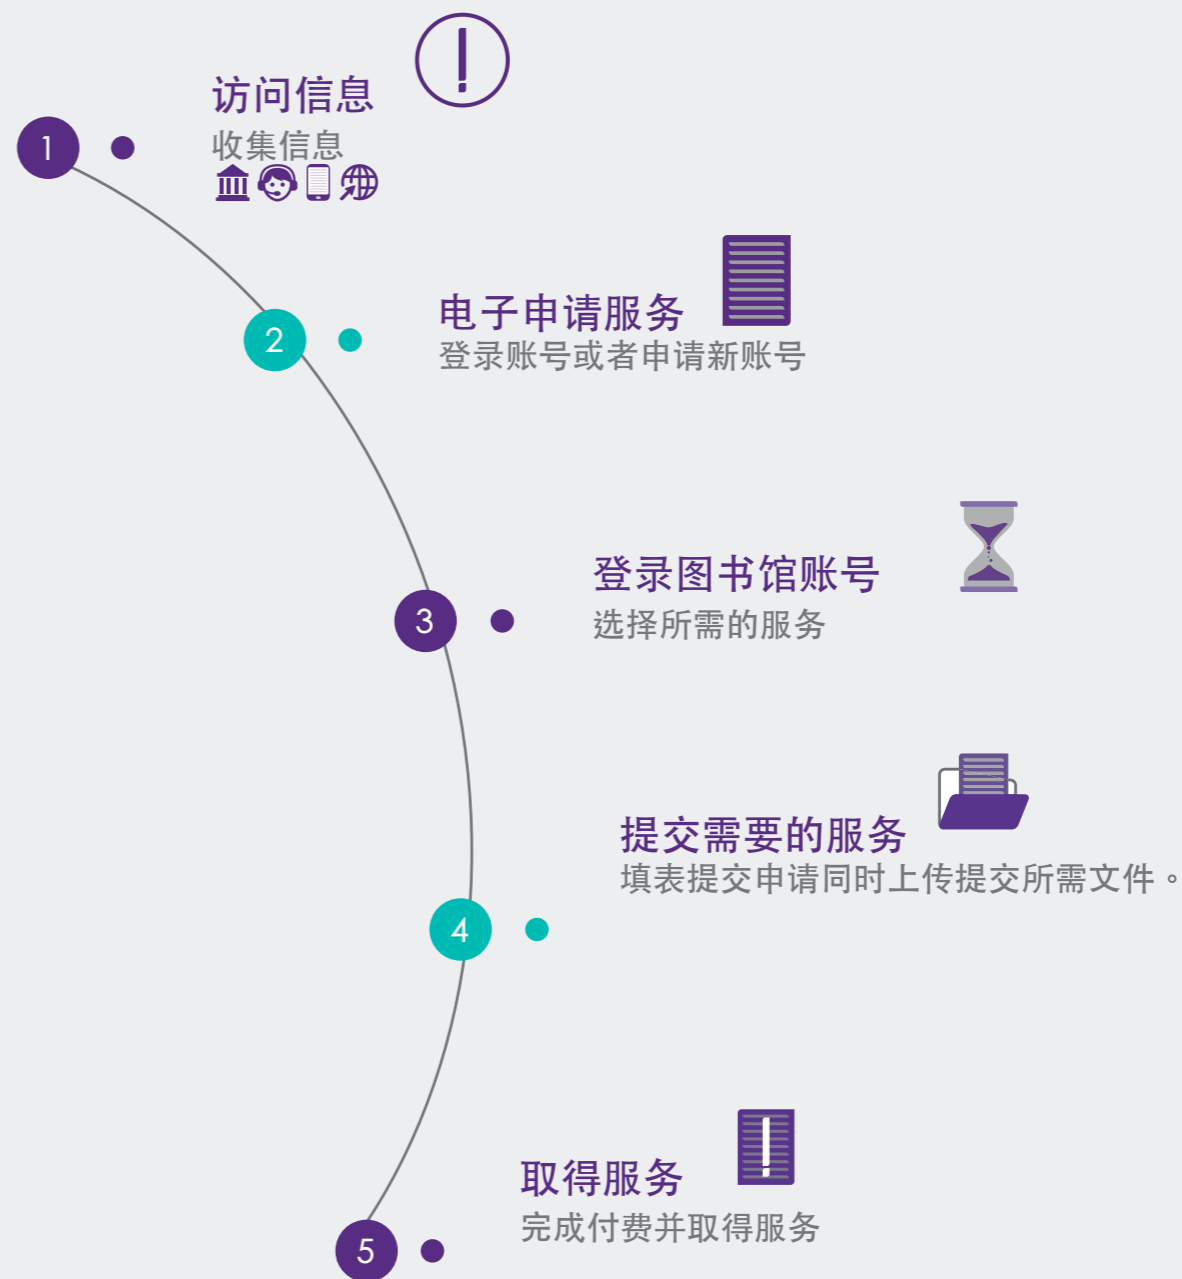 1
访问信息
收集信息
2
电子申请服务
登录账号或者申请新账号
3
登录图书馆账号
选择所需的服务
4
提交需要的服务
填表提交申请同时上传提交所需文件。
5
取得服务
完成付费并取得服务